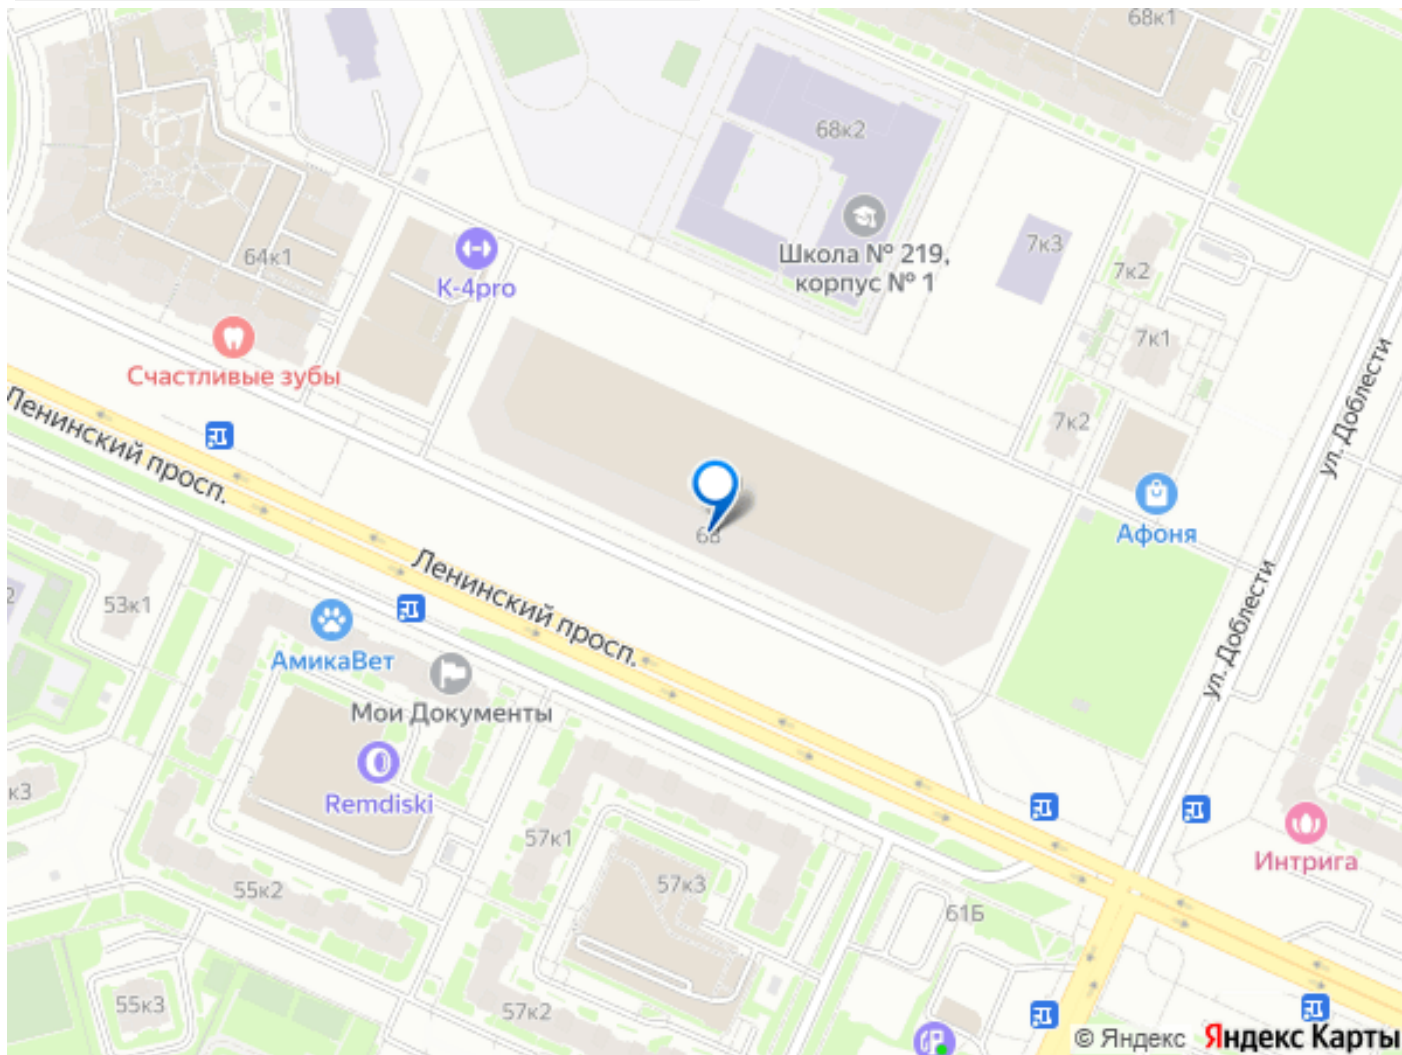 68к1
68к2
Школа № 219,
корпус № 1
7к3
7к2
64к1
K-4pro
7к1
Счастливые зубы
Ленинский просп.
ул. Доблести
7к2
Афоня
68
Ленинский просп.
53к1
АмикаВет
ул. Доблести
Мои Документы
к3
Remdiski
57к1
Интрига
55к2
57к3
61Б
55к3
57к2
© Яндекс Яндекс Карты